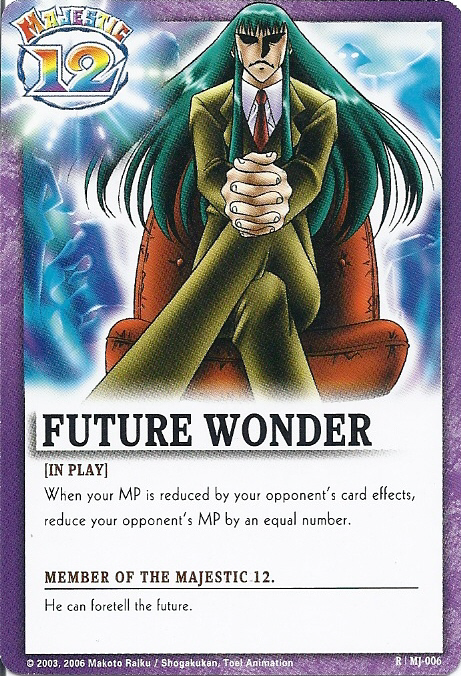 MAJESTIC
12
FUTURE WONDER
[IN PLAY]
When your MP is reduced by your opponent's card effects,
reduce your opponent's MP by an equal number.
MEMBER OF THE MAJESTIC 12.
He can foretell the future.
© 2003, 2006 Makoto Raiku / Shogakukan, Toei Animation
R | MJ-006